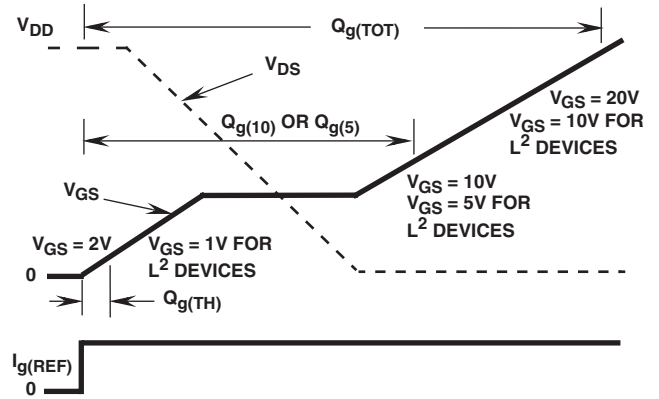 V_DD
Q_g(TOT)
V_DS
V_GS = 20V
V_GS = 10V FOR
L² DEVICES
Q_g(10) OR Q_g(5)
V_GS
V_GS = 10V
V_GS = 5V FOR
L² DEVICES
V_GS = 2V
V_GS = 1V FOR
L² DEVICES
0
Q_g(TH)
I_g(REF)
0